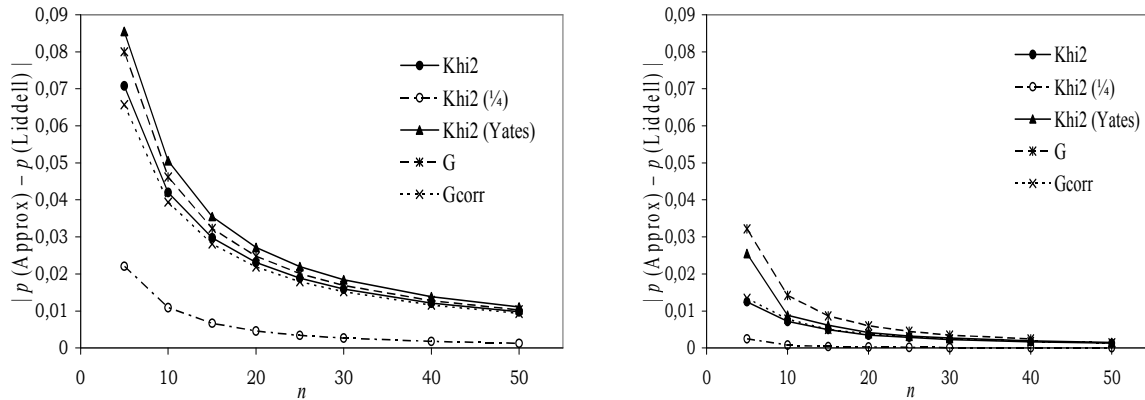 | p (Approx) – p (Liddell) |
0,09
0,08
0,07
0,06
0,05
0,04
0,03
0,02
0,01
0
0 10 20 30 40 50
n
Khi2
Khi2 (¼)
Khi2 (Yates)
G
Gcorr
| p (Approx) – p (Liddell) |
0,09
0,08
0,07
0,06
0,05
0,04
0,03
0,02
0,01
0
0 10 20 30 40 50
n
Khi2
Khi2 (¼)
Khi2 (Yates)
G
Gcorr